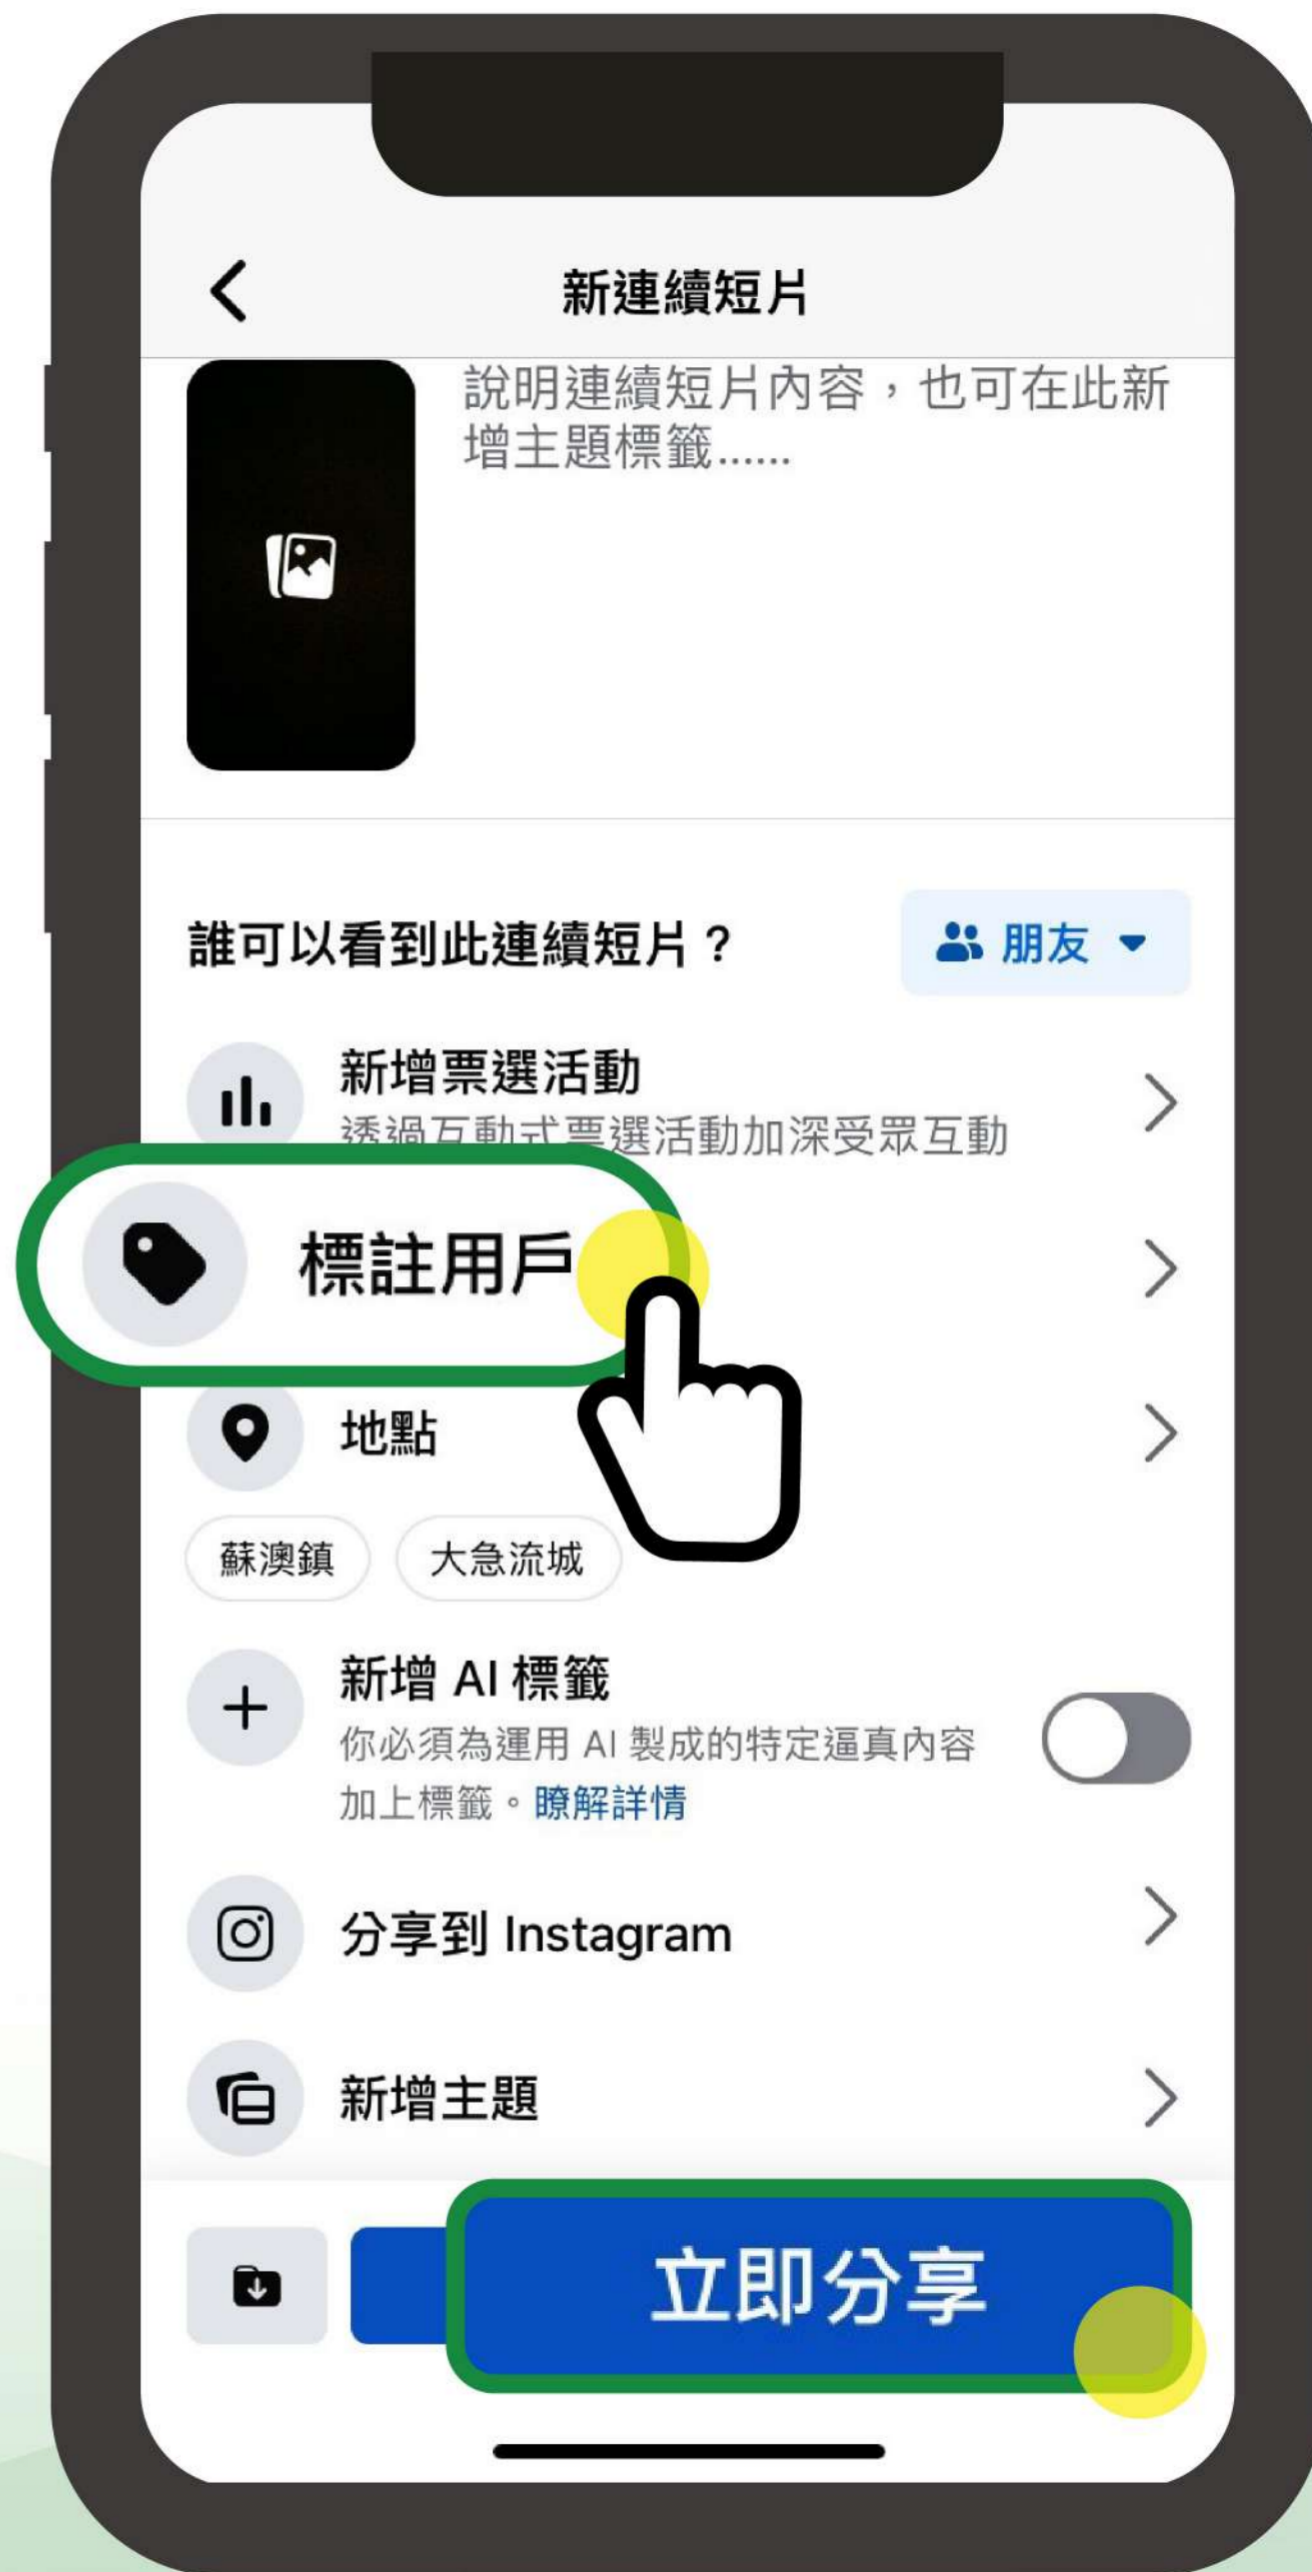 新連續短片
說明連續短片內容，也可在此新
增主題標籤......
誰可以看到此連續短片？
朋友
新增票選活動
透過互動式票選活動加深受眾互動
標註用戶
地點
蘇澳鎮
大急流城
新增 AI 標籤
你必須為運用 AI 製成的特定逼真內容
加上標籤。瞭解詳情
分享到 Instagram
新增主題
立即分享